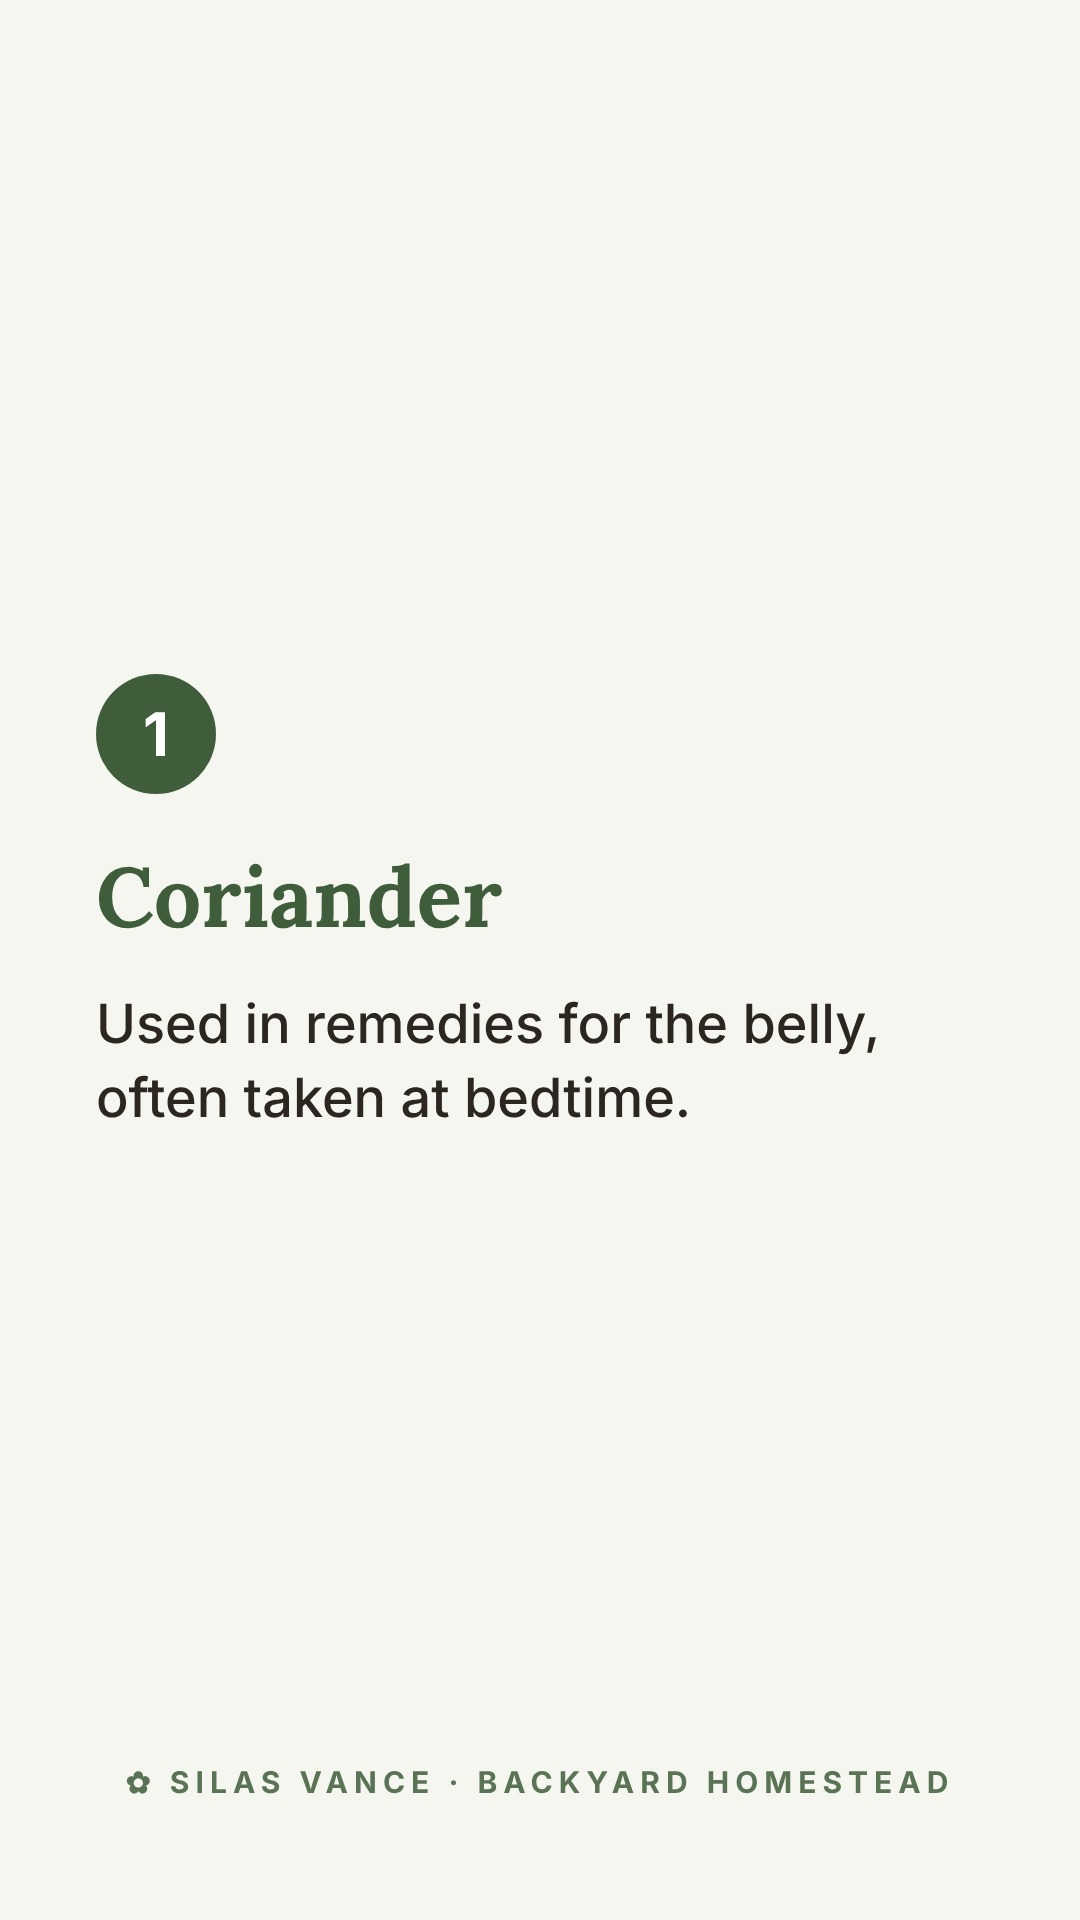 1
Coriander
Used in remedies for the belly,
often taken at bedtime.
✿ SILAS VANCE · BACKYARD HOMESTEAD